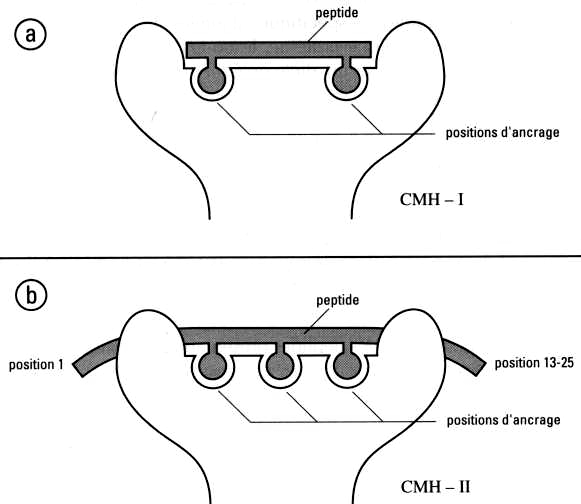 a
peptide
positions d'ancrage
CMH – I
b
peptide
position 1
position 13-25
positions d'ancrage
CMH – II